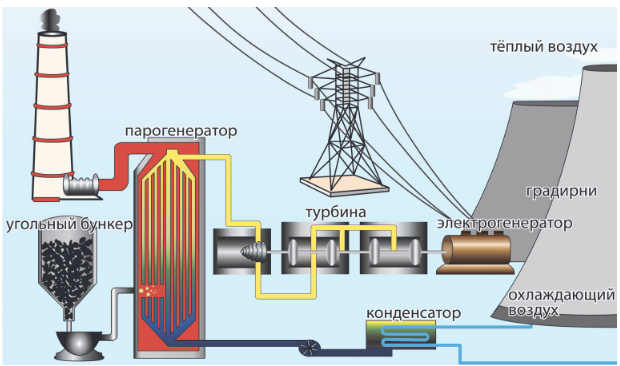 тёплый воздух
парогенератор
градирни
турбина
угольный бункер
электрогенератор
охлаждающий
воздух
конденсатор